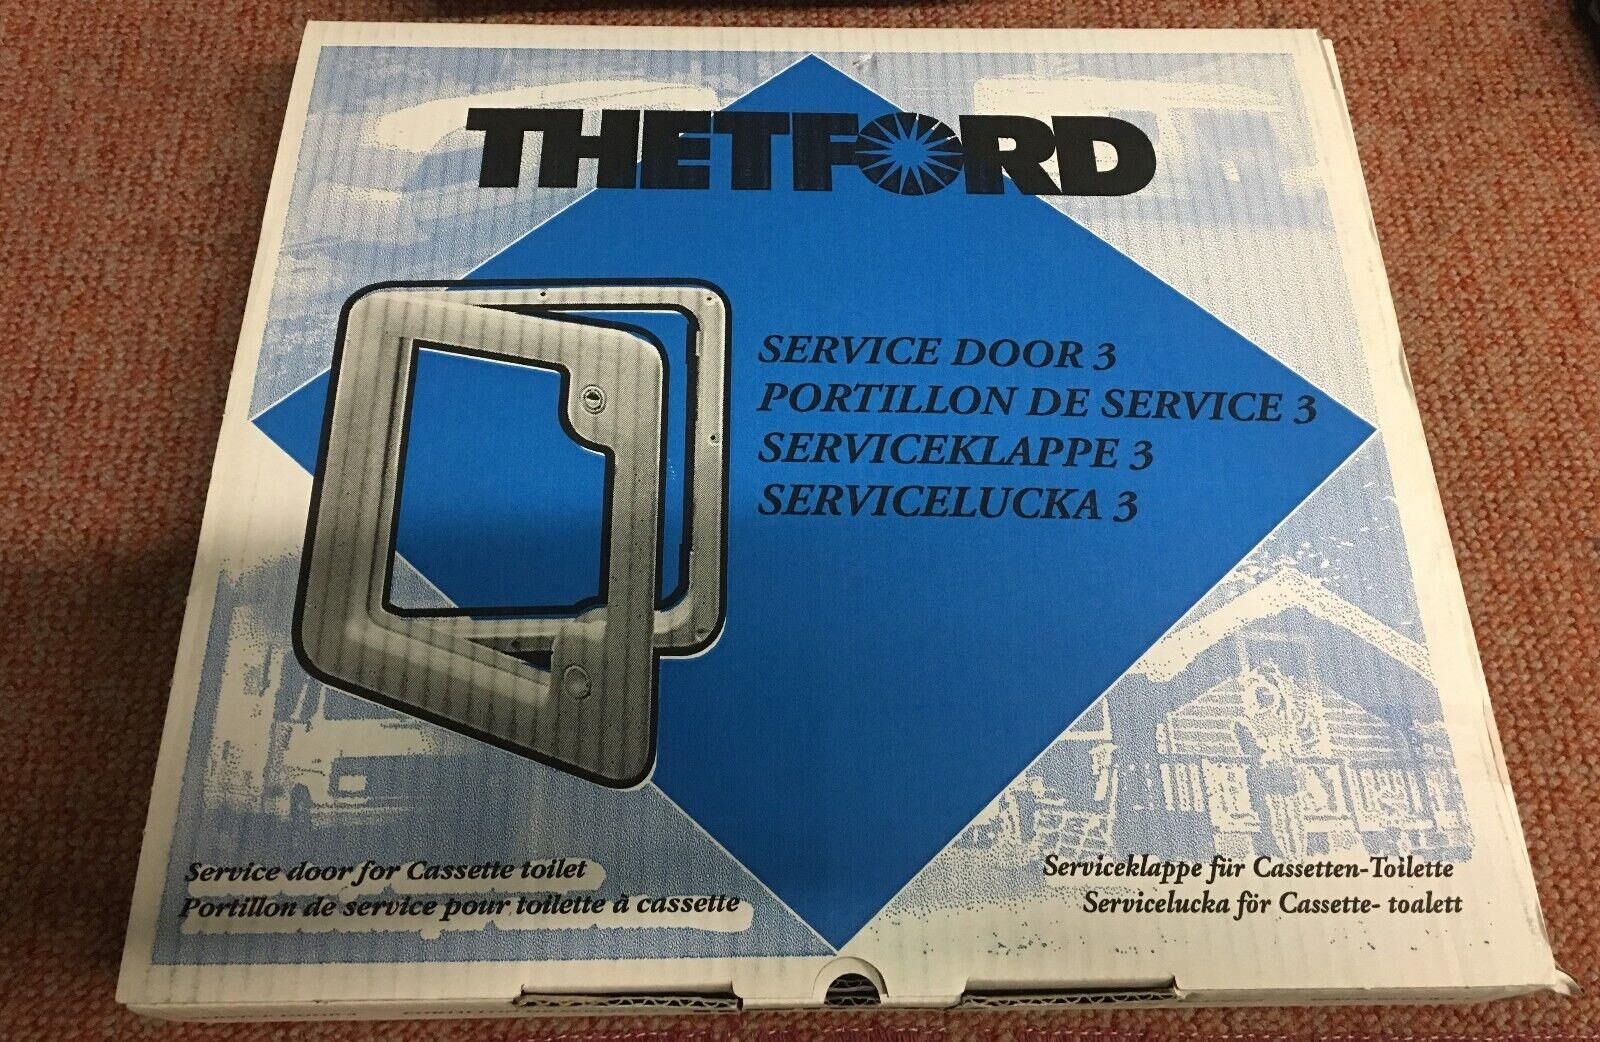 THETFORD
SERVICE DOOR 3
PORTILLON DE SERVICE 3
SERVICEKLAPPE 3
SERVICELUCKA 3
Service door for Cassette toilet
Portillon de service pour toilette à cassette
Serviceklappe für Cassetten-Toilette
Servicelucka för Cassette- toalett